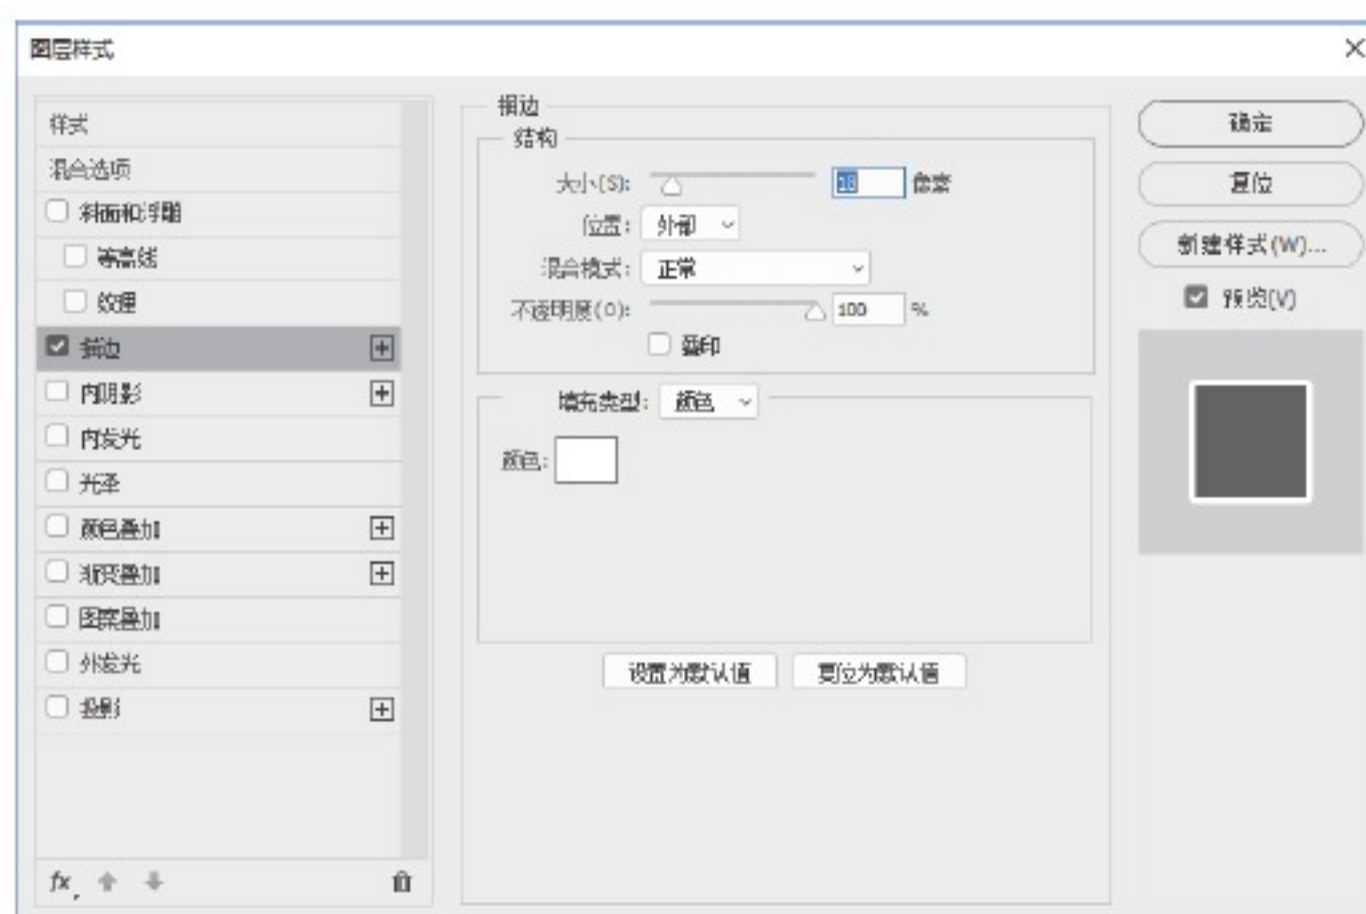 图层样式
样式
混合选项
斜面和浮雕
等高线
纹理
描边
内阴影
内发光
光泽
颜色叠加
渐变叠加
图案叠加
外发光
投影
fx
描边
结构
大小(S): 18 像素
位置: 外部
混合模式: 正常
不透明度(O): 100 %
叠印
填充类型: 颜色
颜色:
设置为默认值 复位为默认值
确定
复位
新建样式(W)...
预览(V)